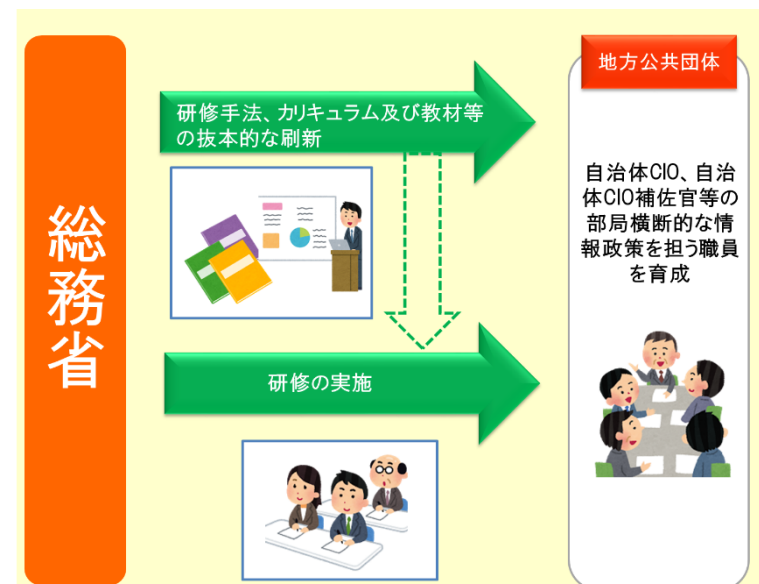 総務省
研修手法、カリキュラム及び教材等
の抜本的な刷新
研修の実施
地方公共団体
自治体CIO、自治
体CIO補佐官等の
部局横断的な情
報政策を担う職員
を育成